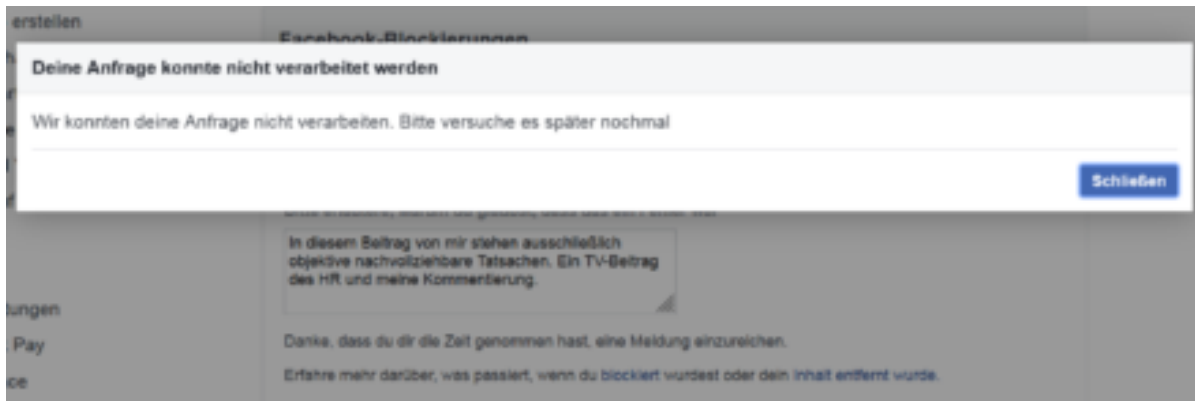 erstellen
Facebook-Blockierungen
Deine Anfrage konnte nicht verarbeitet werden
Wir konnten deine Anfrage nicht verarbeiten. Bitte versuche es später nochmal
Schließen
In diesem Beitrag von mir stehen ausschließlich
objektive nachvollziehbare Tatsachen. Ein TV-Beitrag
des HR und meine Kommentierung.
tungen
Pay
Danke, dass du dir die Zeit genommen hast, eine Meldung einzureichen.
ce
Erfahre mehr darüber, was passiert, wenn du blockiert wurdest oder dein Inhalt entfernt wurde.